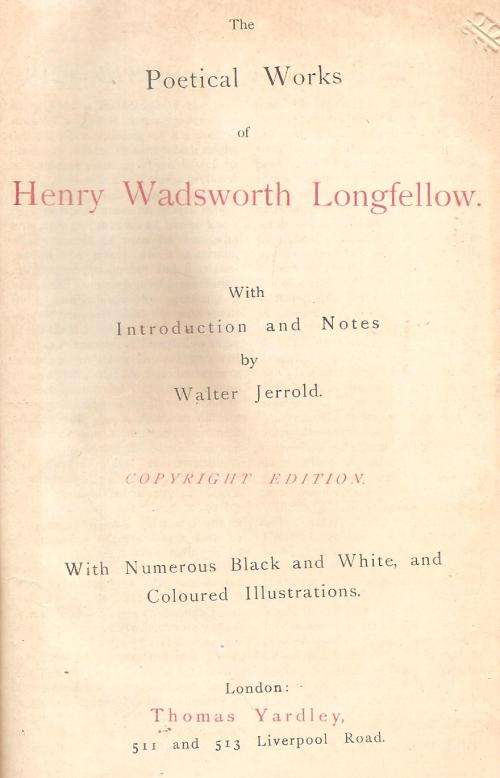 The
Poetical Works
of
Henry Wadsworth Longfellow.
With
Introduction and Notes
by
Walter Jerrold.
COPYRIGHT EDITION.
With Numerous Black and White, and
Coloured Illustrations.
London:
Thomas Yardley,
511 and 513 Liverpool Road.